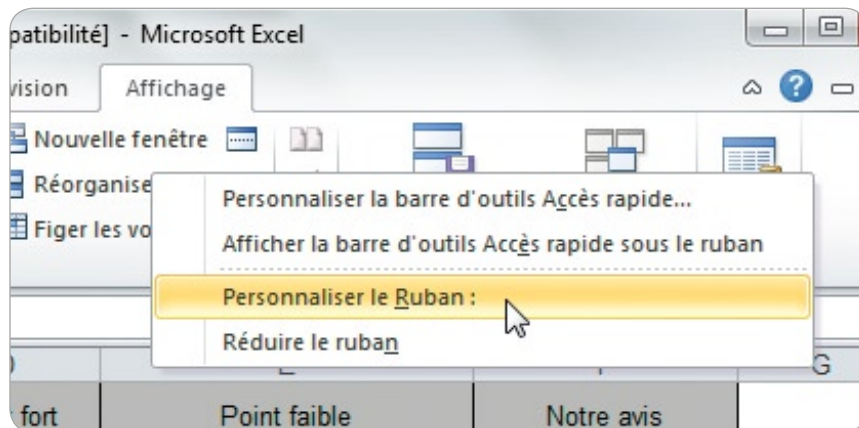 patibilité] - Microsoft Excel
vision Affichage
Nouvelle fenêtre
Réorganise
Figer les vo
Personnaliser la barre d'outils Accès rapide...
Afficher la barre d'outils Accès rapide sous le ruban
Personnaliser le Ruban :
Réduire le ruban
G
fort Point faible Notre avis